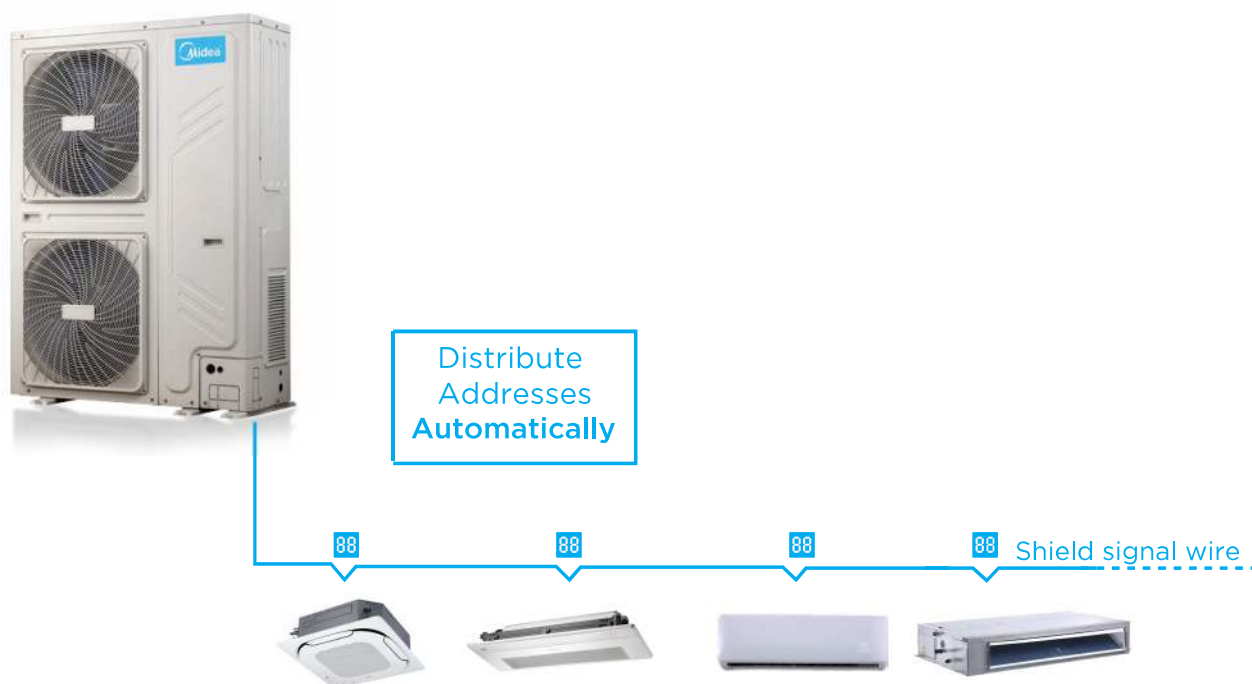 Midea
Distribute
Addresses
Automatically
88
88
88
88
Shield signal wire